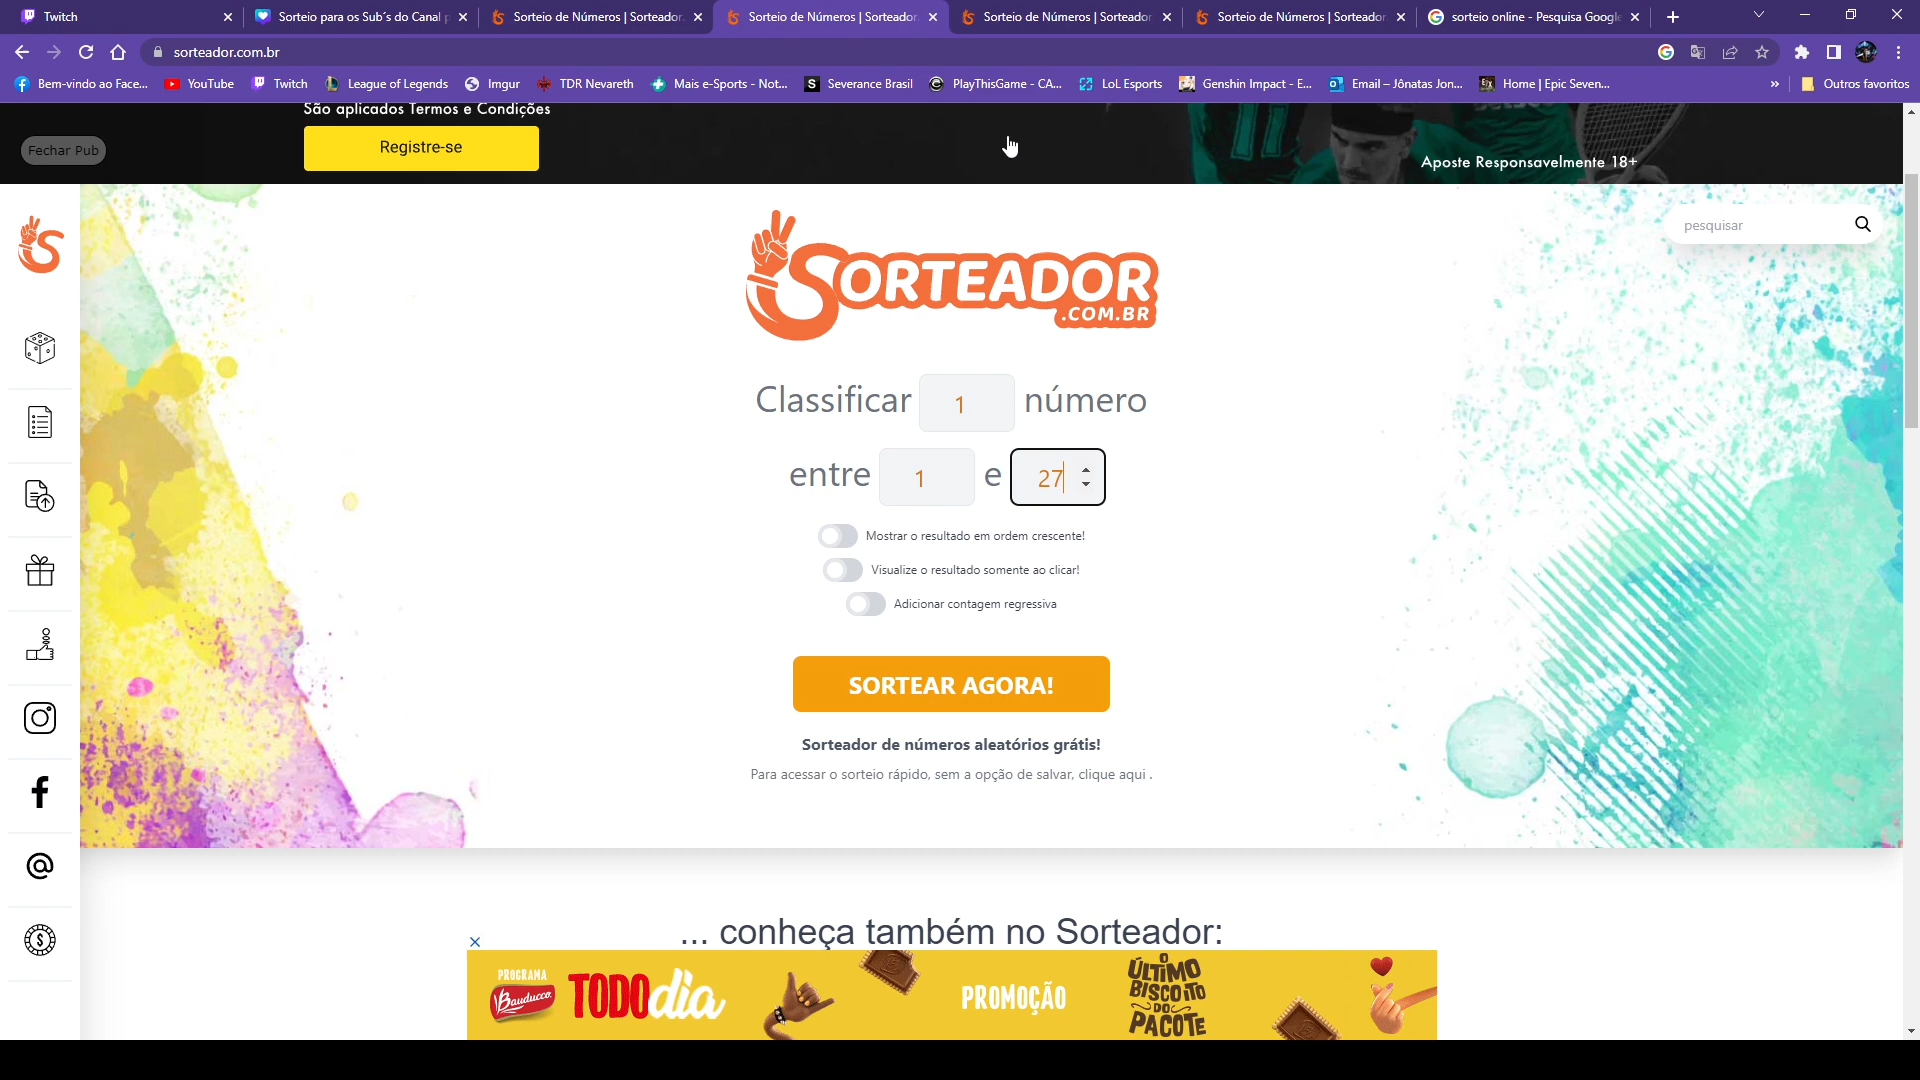 Twitch
Sorteio para os Sub´s do Canal
Sorteio de Números | Sorteador
Sorteio de Números | Sorteador
Sorteio de Números | Sorteador
Sorteio de Números | Sorteador
sorteio online - Pesquisa Google
sorteador.com.br
Bem-vindo ao Face...
YouTube
Twitch
League of Legends
Imgur
TDR Nevareth
Mais e-Sports - Not...
Severance Brasil
PlayThisGame - CA...
LoL Esports
Genshin Impact - E...
Email – Jônatas Jon...
Home | Epic Seven...
»
Outros favoritos
São aplicados Termos e Condições
Fechar Pub
Registre-se
Aposte Responsavelmente 18+
pesquisar
SORTEADOR
.COM.BR
Classificar 1 número
entre 1 e 27
Mostrar o resultado em ordem crescente!
Visualize o resultado somente ao clicar!
Adicionar contagem regressiva
SORTEAR AGORA!
Sorteador de números aleatórios grátis!
Para acessar o sorteio rápido, sem a opção de salvar, clique aqui .
... conheça também no Sorteador:
PROGRAMA
Bauducco
TODO dia
PROMOÇÃO
O ÚLTIMO
BISCOITO
DO
PACOTE